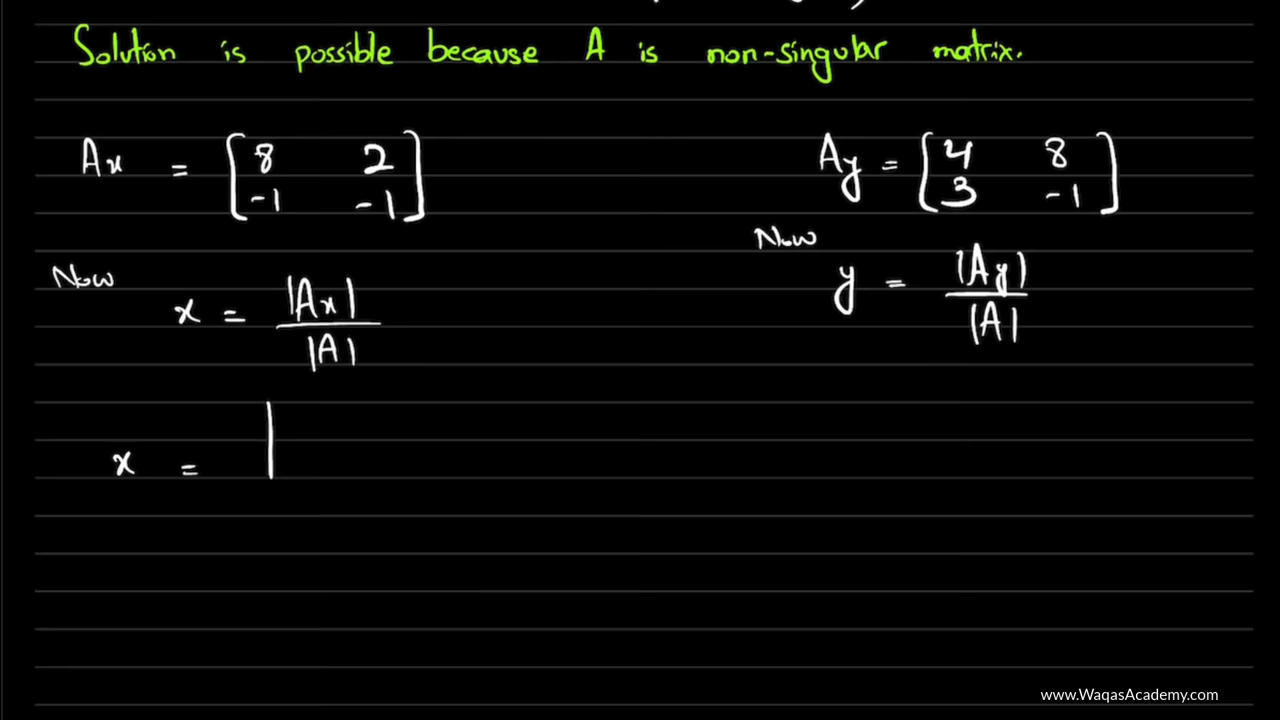 Solution is possible because A is non-singular matrix.
Ax = [8 2
-1 -1]
Ay = [4 8
3 -1]
Now
x = |Ax|
|A|
Now
y = |Ay|
|A|
x = |
www.WaqasAcademy.com